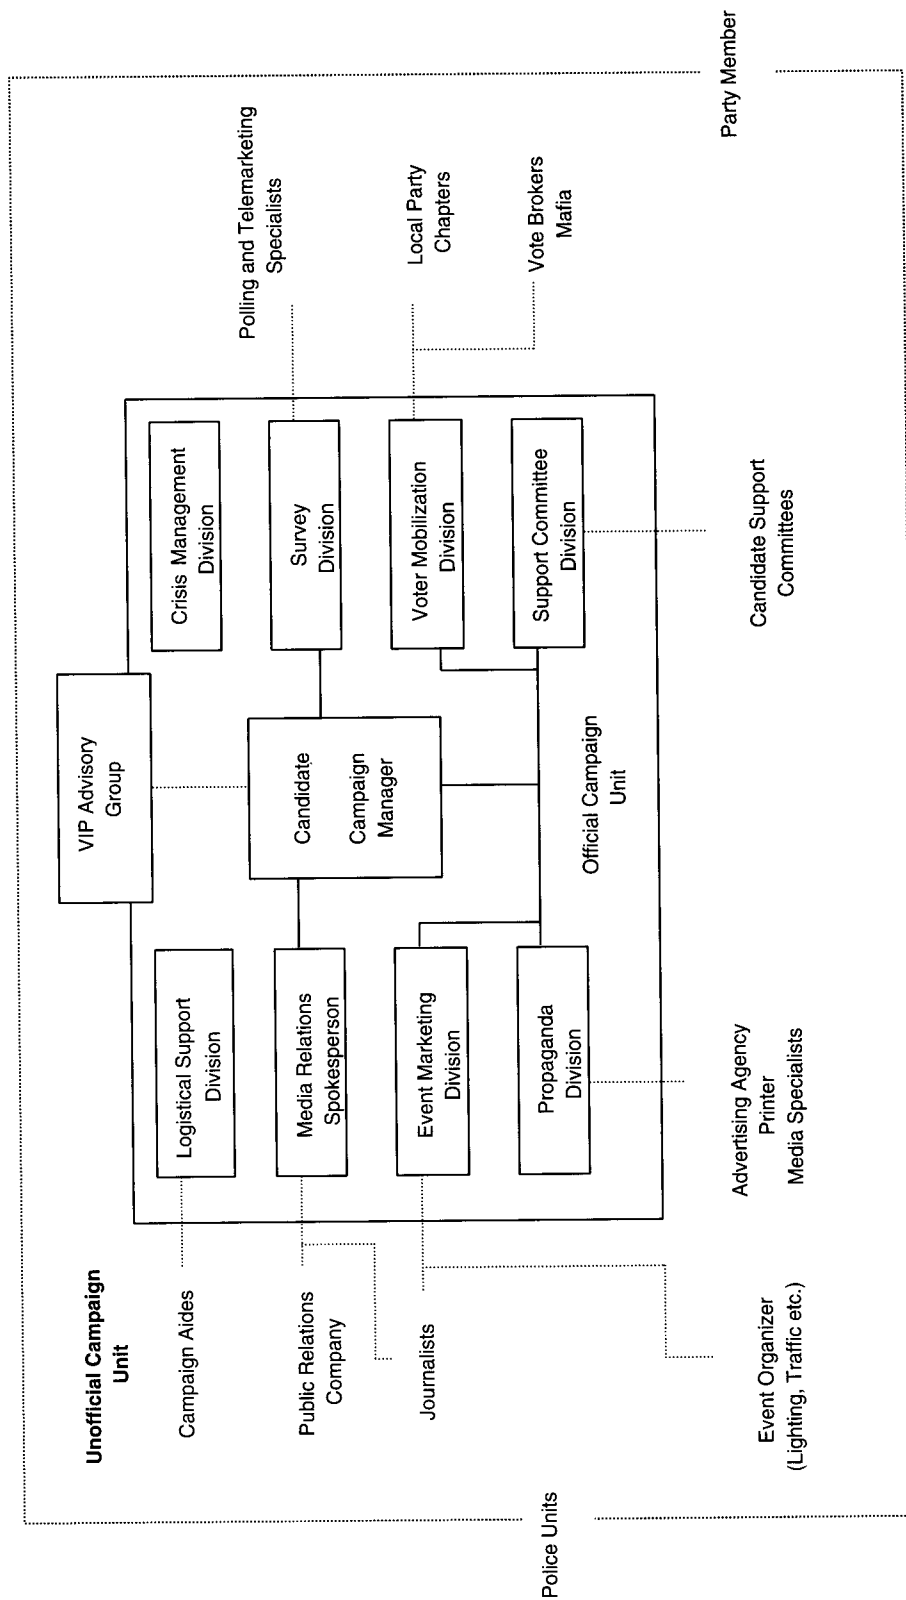 Unofficial Campaign
Unit
VIP Advisory
Group
Campaign Aides
Logistical Support
Division
Crisis Management
Division
Polling and Telemarketing
Specialists
Public Relations
Company
Media Relations
Spokesperson
Candidate
Campaign
Manager
Survey
Division
Journalists
Event Marketing
Division
Voter Mobilization
Division
Local Party
Chapters
Vote Brokers
Mafia
Propaganda
Division
Support Committee
Division
Official Campaign
Unit
Police Units
Event Organizer
(Lighting, Traffic etc.)
Advertising Agency
Printer
Media Specialists
Candidate Support
Committees
Party Member